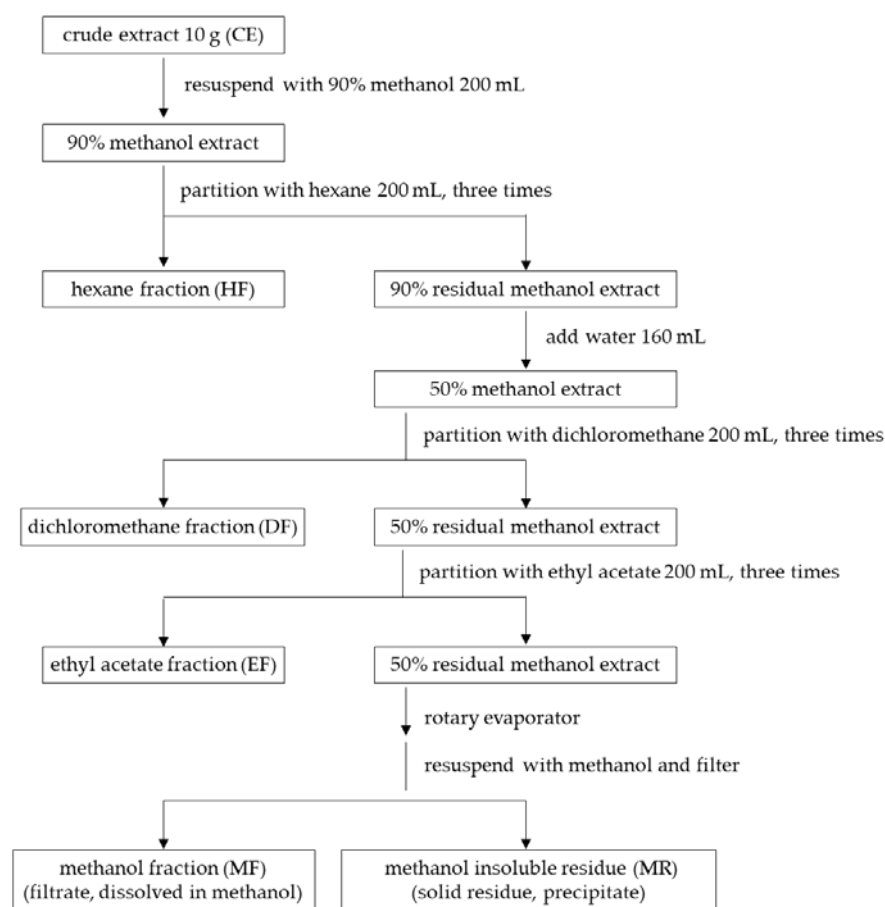 crude extract 10 g (CE)
resuspend with 90% methanol 200 mL
90% methanol extract
partition with hexane 200 mL, three times
hexane fraction (HF)
90% residual methanol extract
add water 160 mL
50% methanol extract
partition with dichloromethane 200 mL, three times
dichloromethane fraction (DF)
50% residual methanol extract
partition with ethyl acetate 200 mL, three times
ethyl acetate fraction (EF)
50% residual methanol extract
rotary evaporator
resuspend with methanol and filter
methanol fraction (MF)
(filtrate, dissolved in methanol)
methanol insoluble residue (MR)
(solid residue, precipitate)